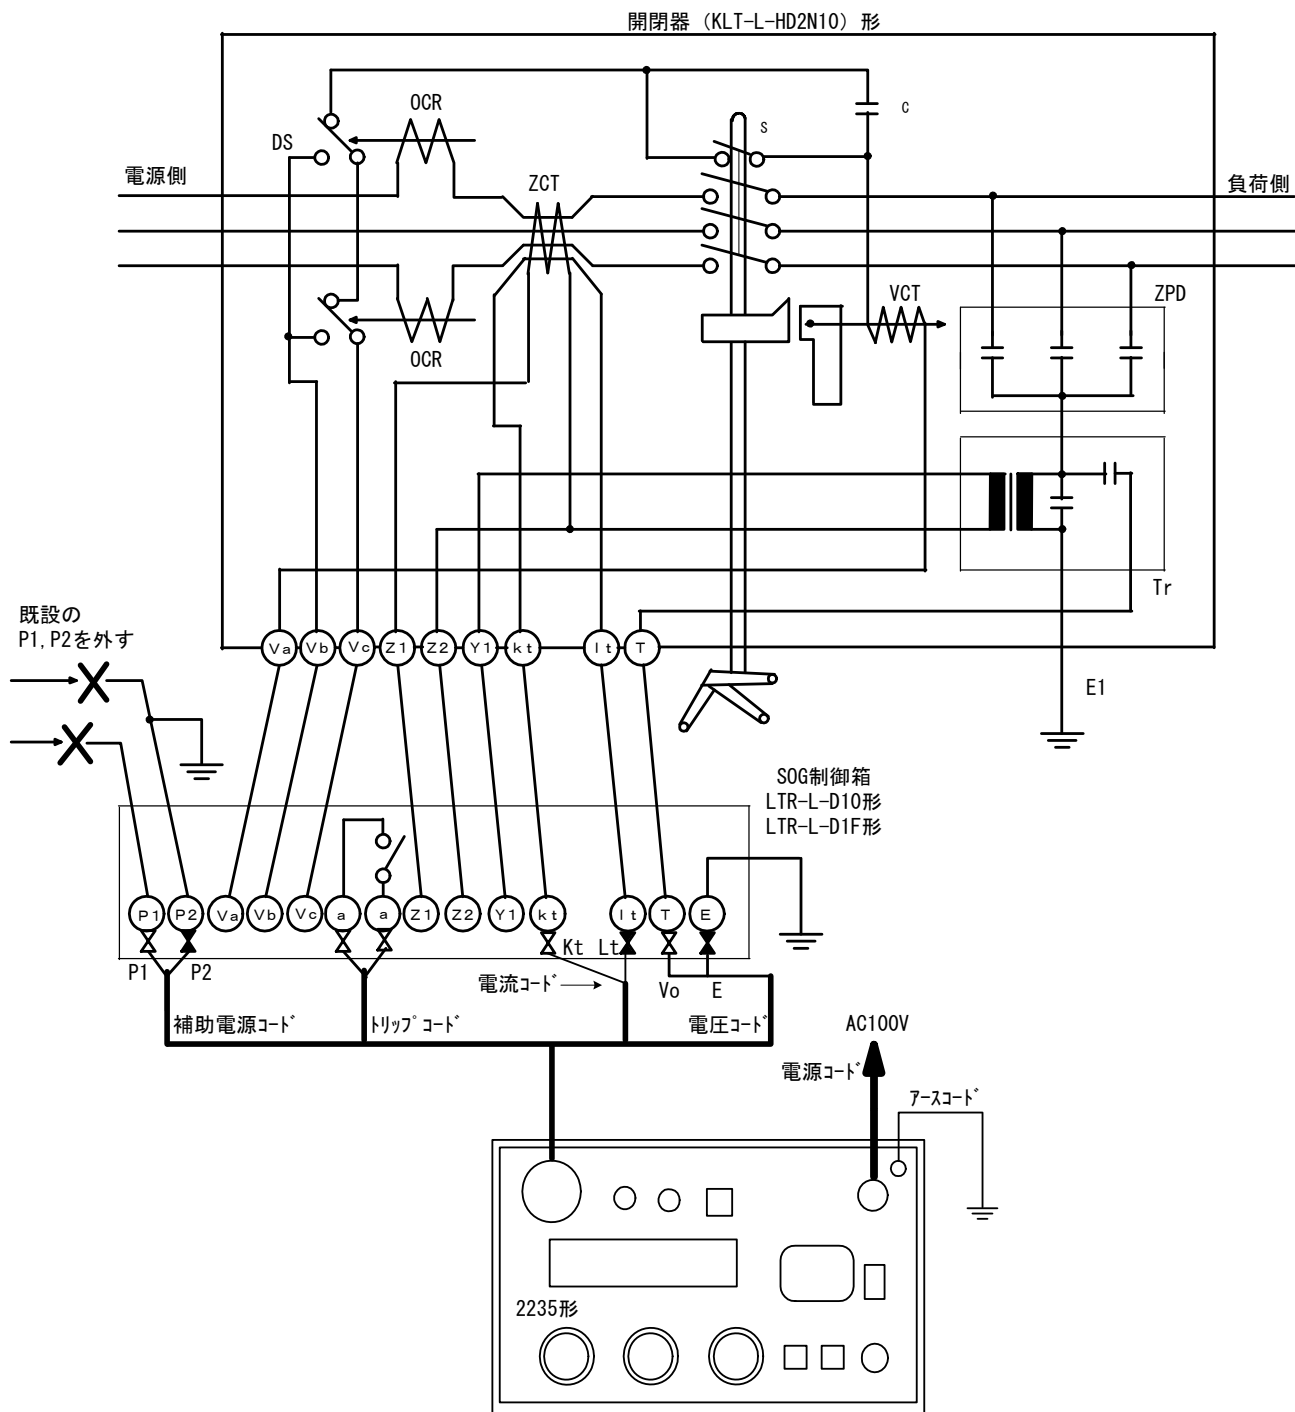 開閉器 (KLT-L-HD2N10) 形
OCR
C
DS
S
電源側
ZCT
負荷側
VCT
ZPD
OCR
Tr
既設の
P1,P2を外す
Va Vb Vc Z1 Z2 Y1 kt lt T
E1
SOG制御箱
LTR-L-D10形
LTR-L-D1F形
P1 P2 Va Vb Vc a a Z1 Z2 Y1 kt lt T E
Kt Lt
P1 P2
電流ｺｰﾄﾞ
Vo E
補助電源ｺｰﾄﾞ
ﾄﾘｯﾌﾟｺｰﾄﾞ
電圧ｺｰﾄﾞ
AC100V
電源ｺｰﾄﾞ
ｱｰｽｺｰﾄﾞ
2235形